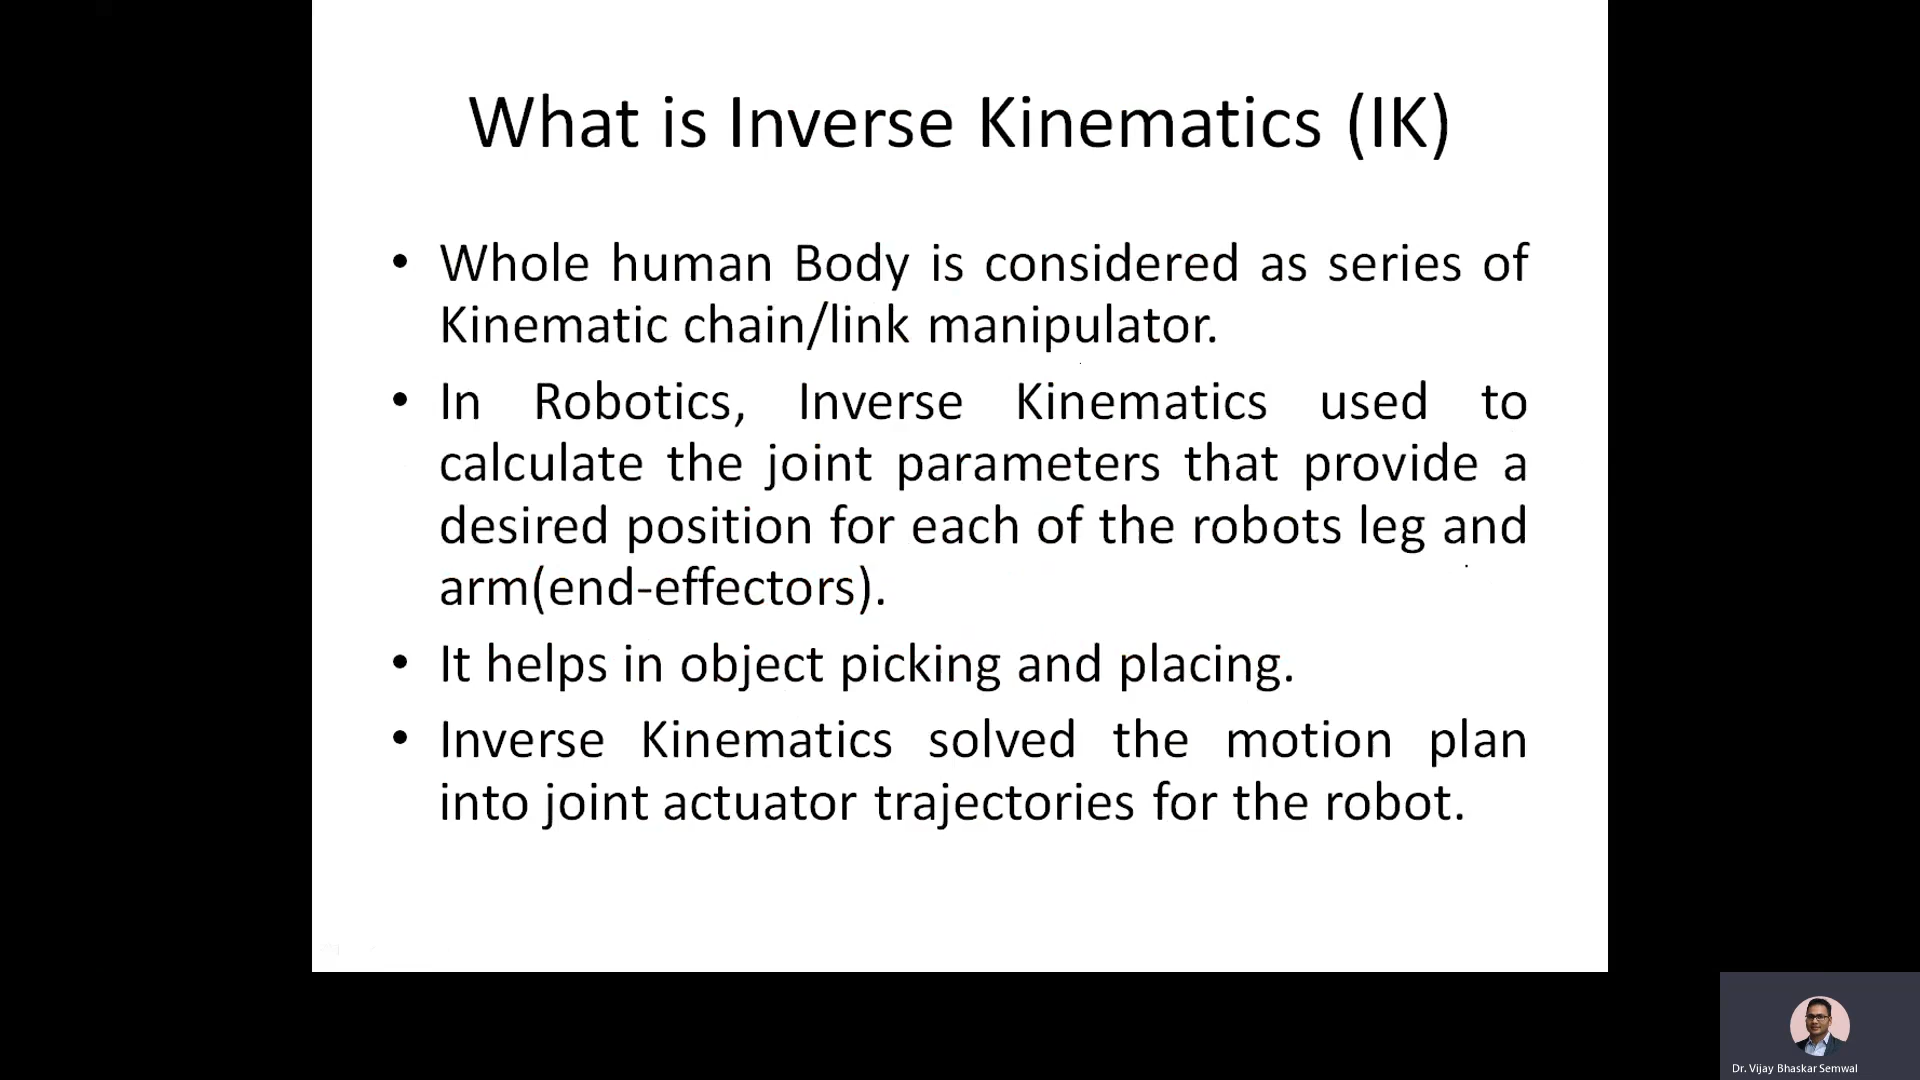 What is Inverse Kinematics (IK)
• Whole human Body is considered as series of
Kinematic chain/link manipulator.
• In Robotics, Inverse Kinematics used to
calculate the joint parameters that provide a
desired position for each of the robots leg and
arm(end-effectors).
• It helps in object picking and placing.
• Inverse Kinematics solved the motion plan
into joint actuator trajectories for the robot.
Dr. Vijay Bhaskar Semwal